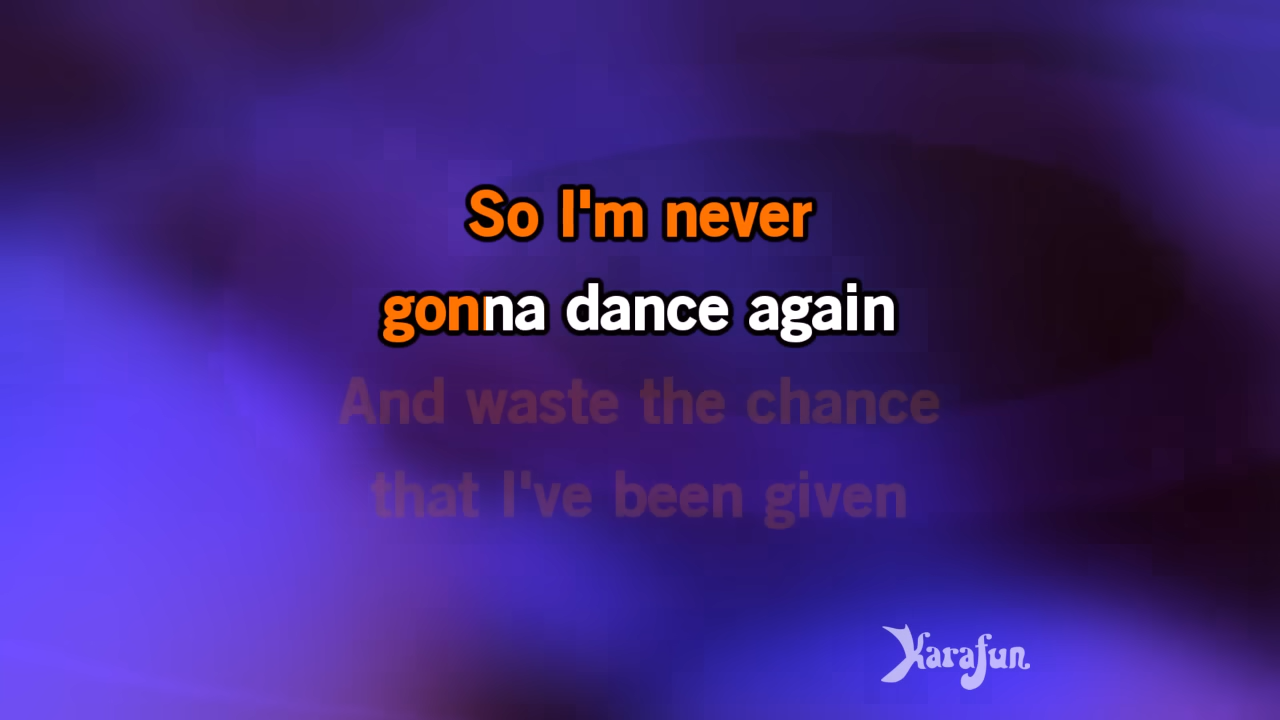 So I'm never
gonna dance again
And waste the chance
that I've been given
Karafun